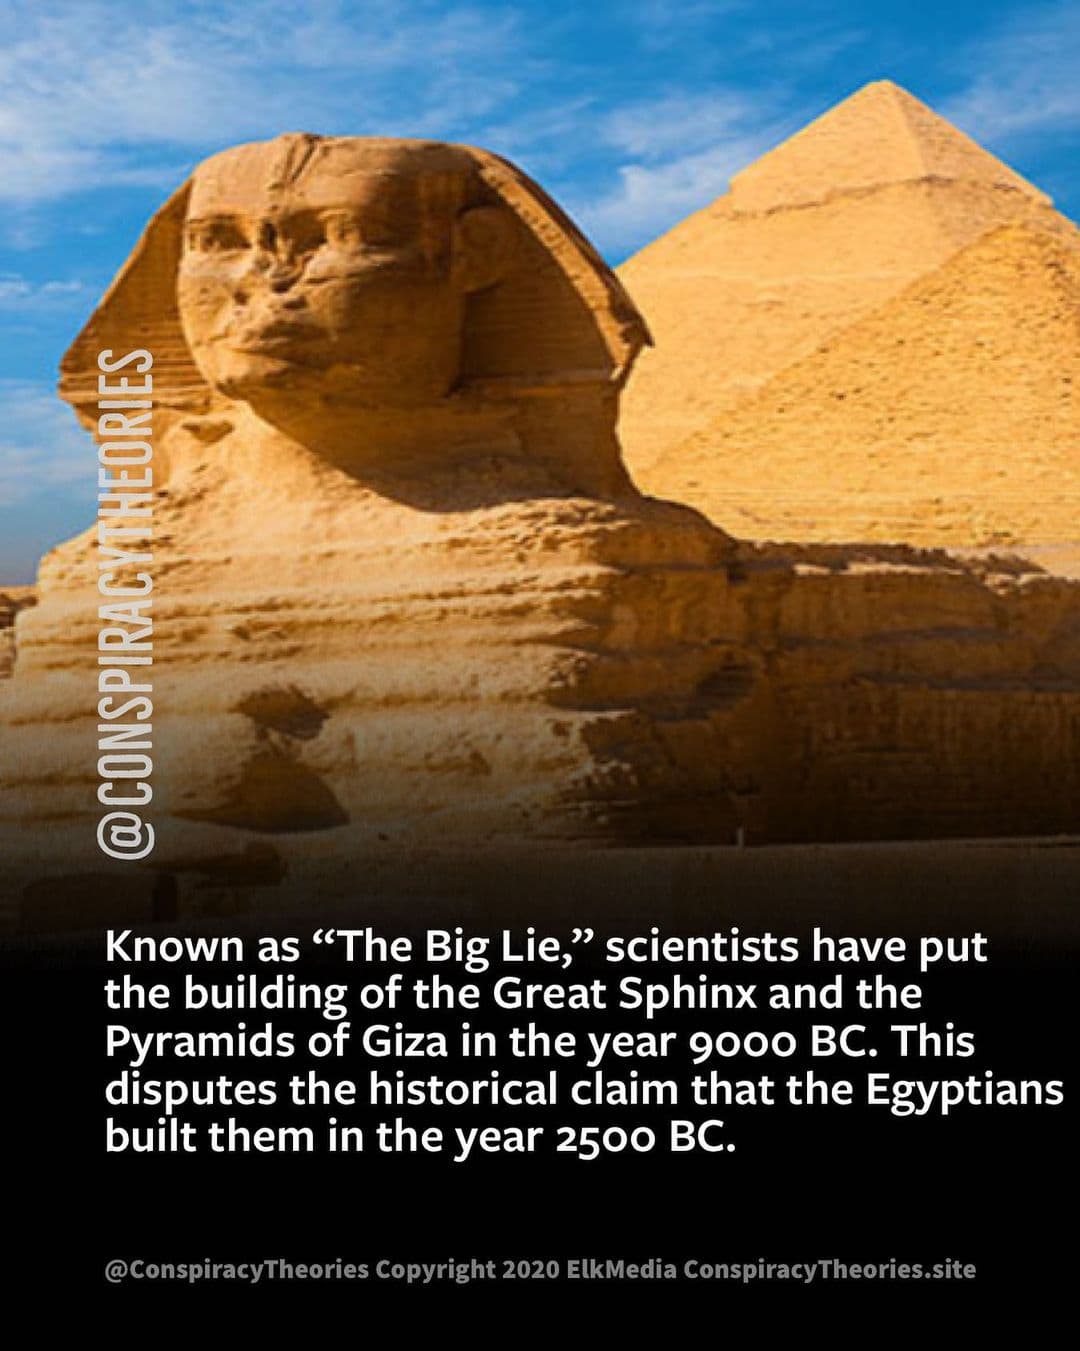 @CONSPIRACYTHEORIES
Known as “The Big Lie,” scientists have put
the building of the Great Sphinx and the
Pyramids of Giza in the year 9000 BC. This
disputes the historical claim that the Egyptians
built them in the year 2500 BC.
@ConspiracyTheories Copyright 2020 ElkMedia ConspiracyTheories.site